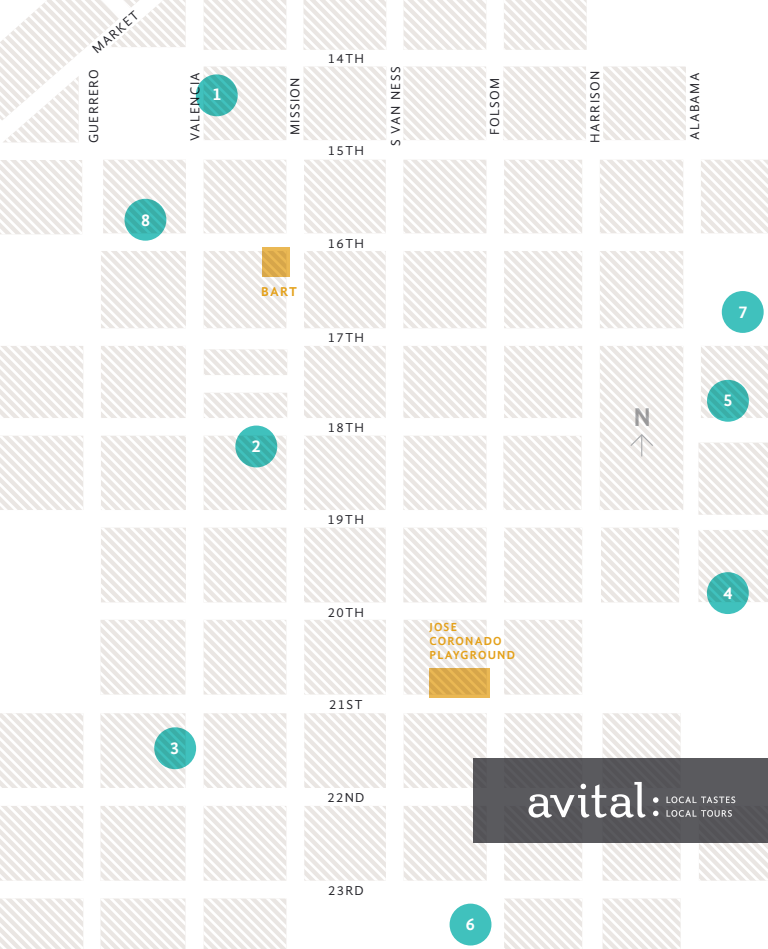 MARKET
14TH
GUERRERO
VALENCIA
1
MISSION
S VAN NESS
FOLSOM
HARRISON
ALABAMA
15TH
8
16TH
BART
7
17TH
5
N
18TH
2
19TH
4
20TH
JOSE
CORONADO
PLAYGROUND
21ST
3
22ND
avital:
LOCAL TASTES
LOCAL TOURS
23RD
6